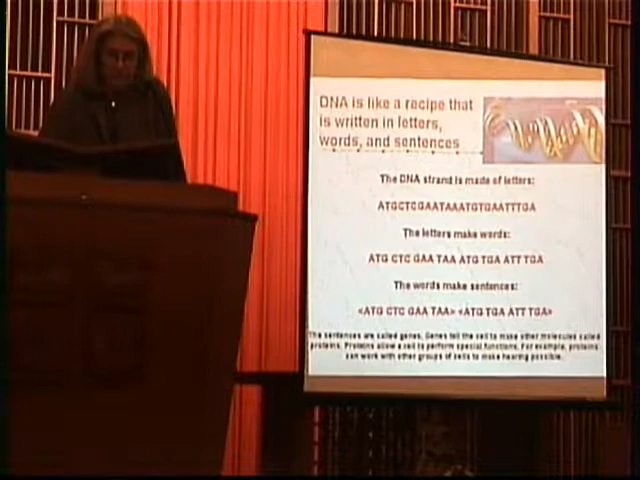 DNA is like a recipe that
is written in letters,
words, and sentences
The DNA strand is made of letters:
ATGCTCGAATAAATGTGAATTTGA
The letters make words:
ATG CTC GAA TAA ATG TGA ATT TGA
The words make sentences:
<ATG CTC GAA TAA> <ATG TGA ATT TGA>
The sentences are called genes. Genes tell the cell to make other molecules called
proteins. Proteins allow a cell to perform special functions. For example, proteins
can work with other groups of cells to make hearing possible.